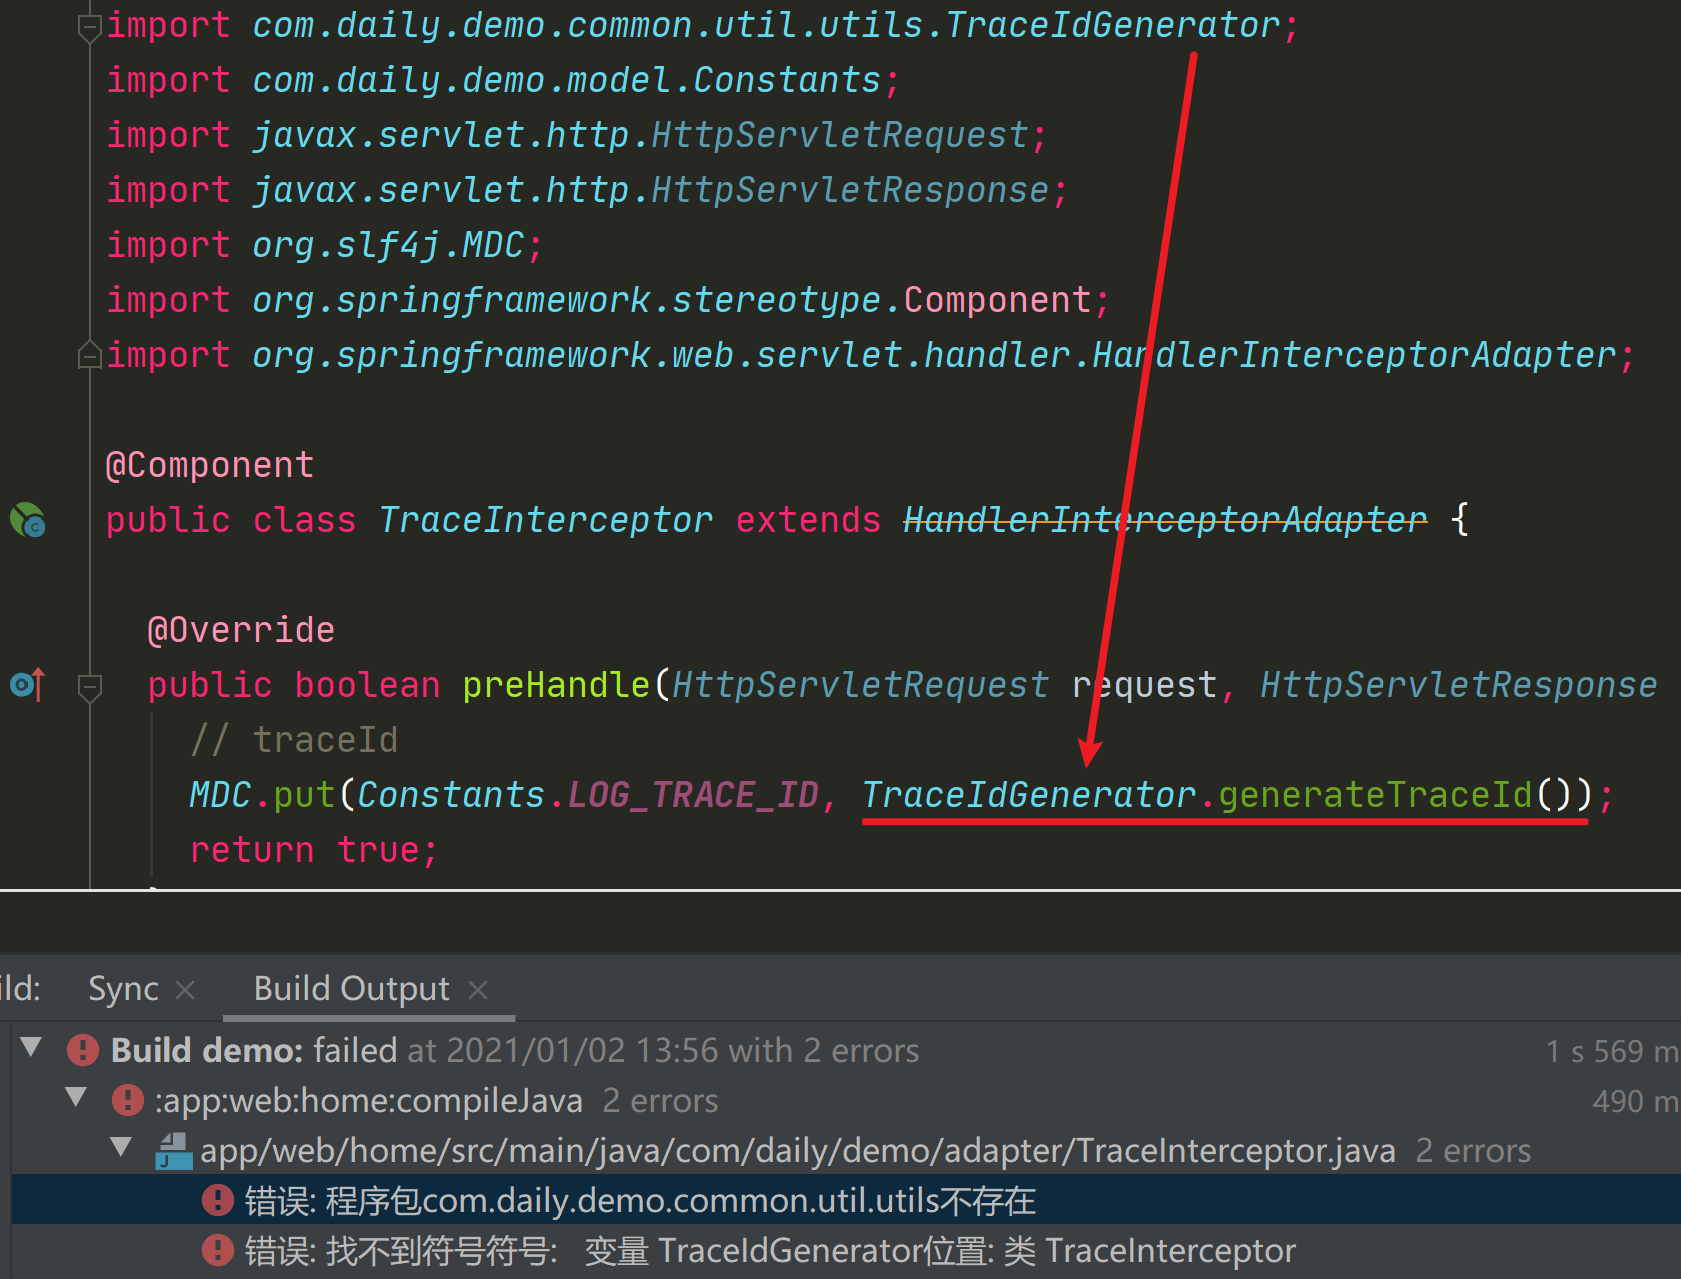 import com.daily.demo.common.util.utils.TraceIdGenerator;
import com.daily.demo.model.Constants;
import javax.servlet.http.HttpServletRequest;
import javax.servlet.http.HttpServletResponse;
import org.slf4j.MDC;
import org.springframework.stereotype.Component;
import org.springframework.web.servlet.handler.HandlerInterceptorAdapter;
@Component
public class TraceInterceptor extends HandlerInterceptorAdapter {
@Override
public boolean preHandle(HttpServletRequest request, HttpServletResponse
// traceId
MDC.put(Constants.LOG_TRACE_ID, TraceIdGenerator.generateTraceId());
return true;
ild: Sync × Build Output ×
Build demo: failed at 2021/01/02 13:56 with 2 errors 1 s 569 m
:app:web:home:compileJava 2 errors 490 m
app/web/home/src/main/java/com/daily/demo/adapter/TraceInterceptor.java 2 errors
错误: 程序包com.daily.demo.common.util.utils不存在
错误: 找不到符号符号: 变量 TraceIdGenerator位置: 类 TraceInterceptor